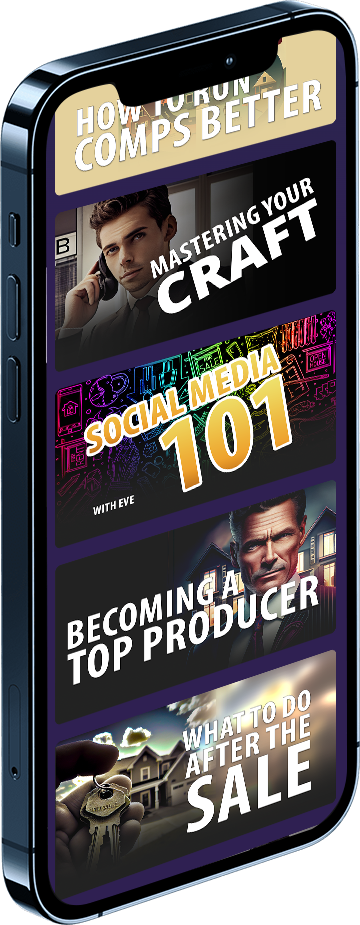 HOW TO RUN
COMPS BETTER
B
MASTERING YOUR
CRAFT
SOCIAL MEDIA
101
WITH EVE
BECOMING A
TOP PRODUCER
WHAT TO DO
AFTER THE
SALE